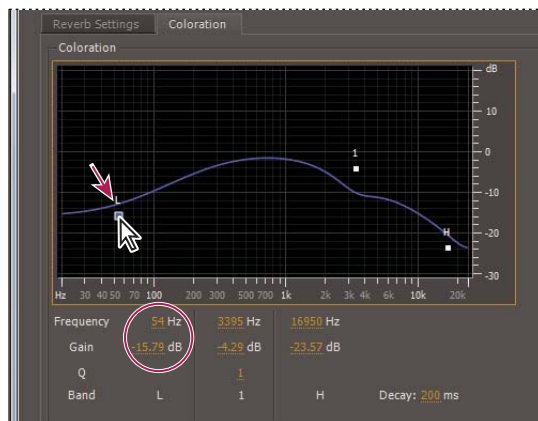 Reverb Settings Coloration
Coloration
dB
10
1
0
L
-10
H
-20
-30
Hz 30 40 50 70 100 200 300 500 700 1k 2k 3k 4k 6k 10k 20k
Frequency 54 Hz 3395 Hz 16950 Hz
Gain -15.79 dB -4.29 dB -23.57 dB
Q 1
Band L 1 H Decay: 200 ms